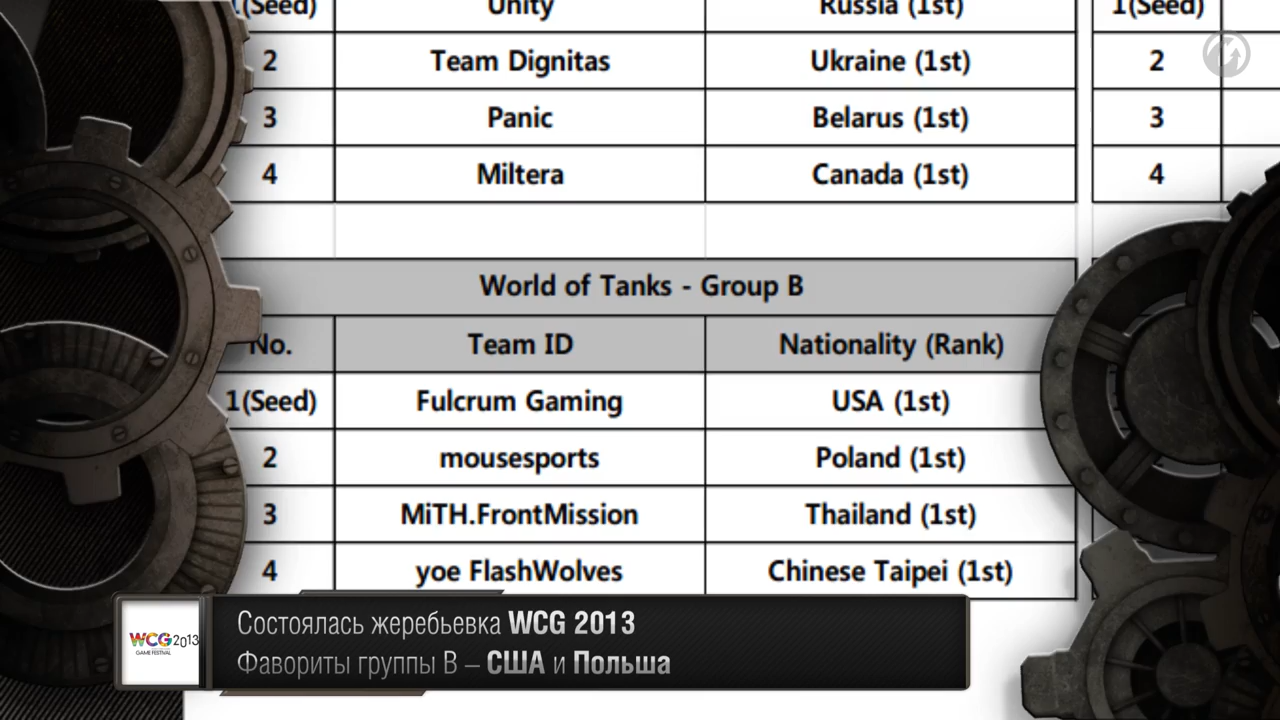 1(Seed) Unity Russia (1st) 1(Seed)
2 Team Dignitas Ukraine (1st) 2
3 Panic Belarus (1st) 3
4 Miltera Canada (1st) 4
World of Tanks - Group B
No. Team ID Nationality (Rank)
1(Seed) Fulcrum Gaming USA (1st)
2 mousesports Poland (1st)
3 MiTH.FrontMission Thailand (1st)
4 yoe FlashWolves Chinese Taipei (1st)
Состоялась жеребьевка WCG 2013
Фавориты группы B – США и Польша
WCG 2013
GAME FESTIVAL